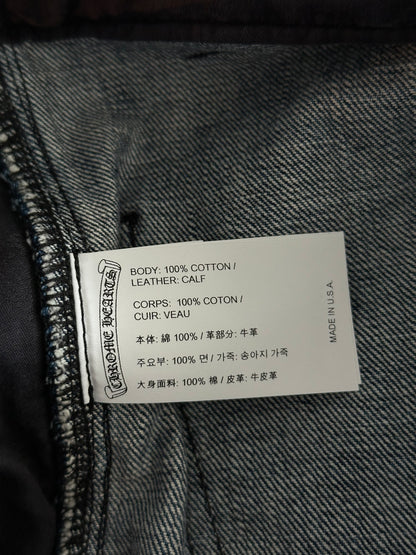 CHROME HEARTS
BODY: 100% COTTON /
LEATHER: CALF
CORPS: 100% COTON /
CUIR: VEAU
本体: 綿 100% / 革部分: 牛革
주요부: 100% 면 / 가죽: 송아지 가죽
大身面料: 100% 棉 / 皮革: 牛皮革
MADE IN U.S.A.